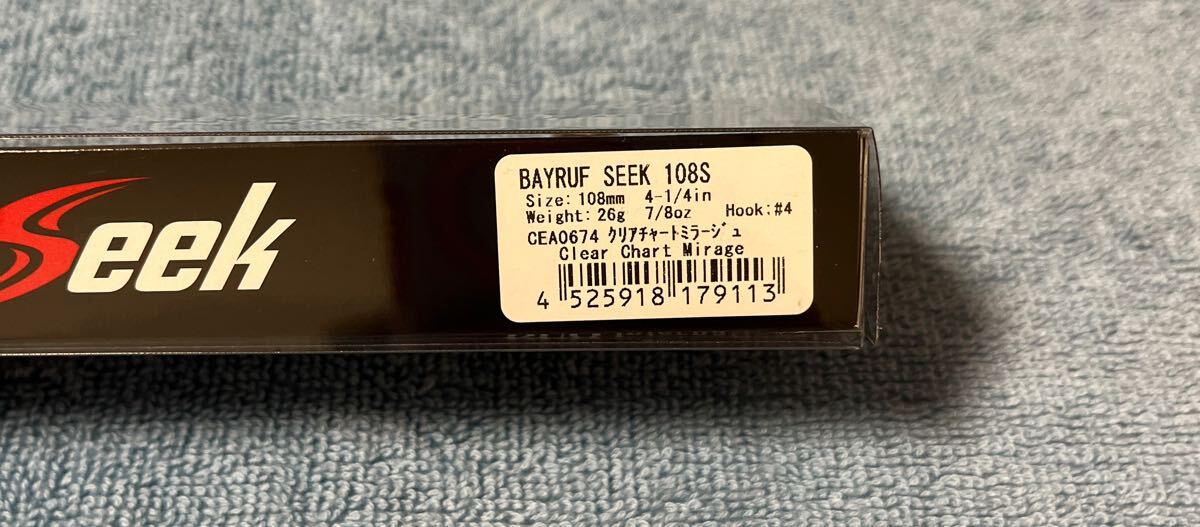 Seek
BAYRUF SEEK 108S
Size: 108mm 4-1/4in
Weight: 26g 7/8oz Hook:#4
CEA0674 ｸﾘｱﾁｬｰﾄﾐﾗｰｼﾞｭ
Clear Chart Mirage
4 525918 179113